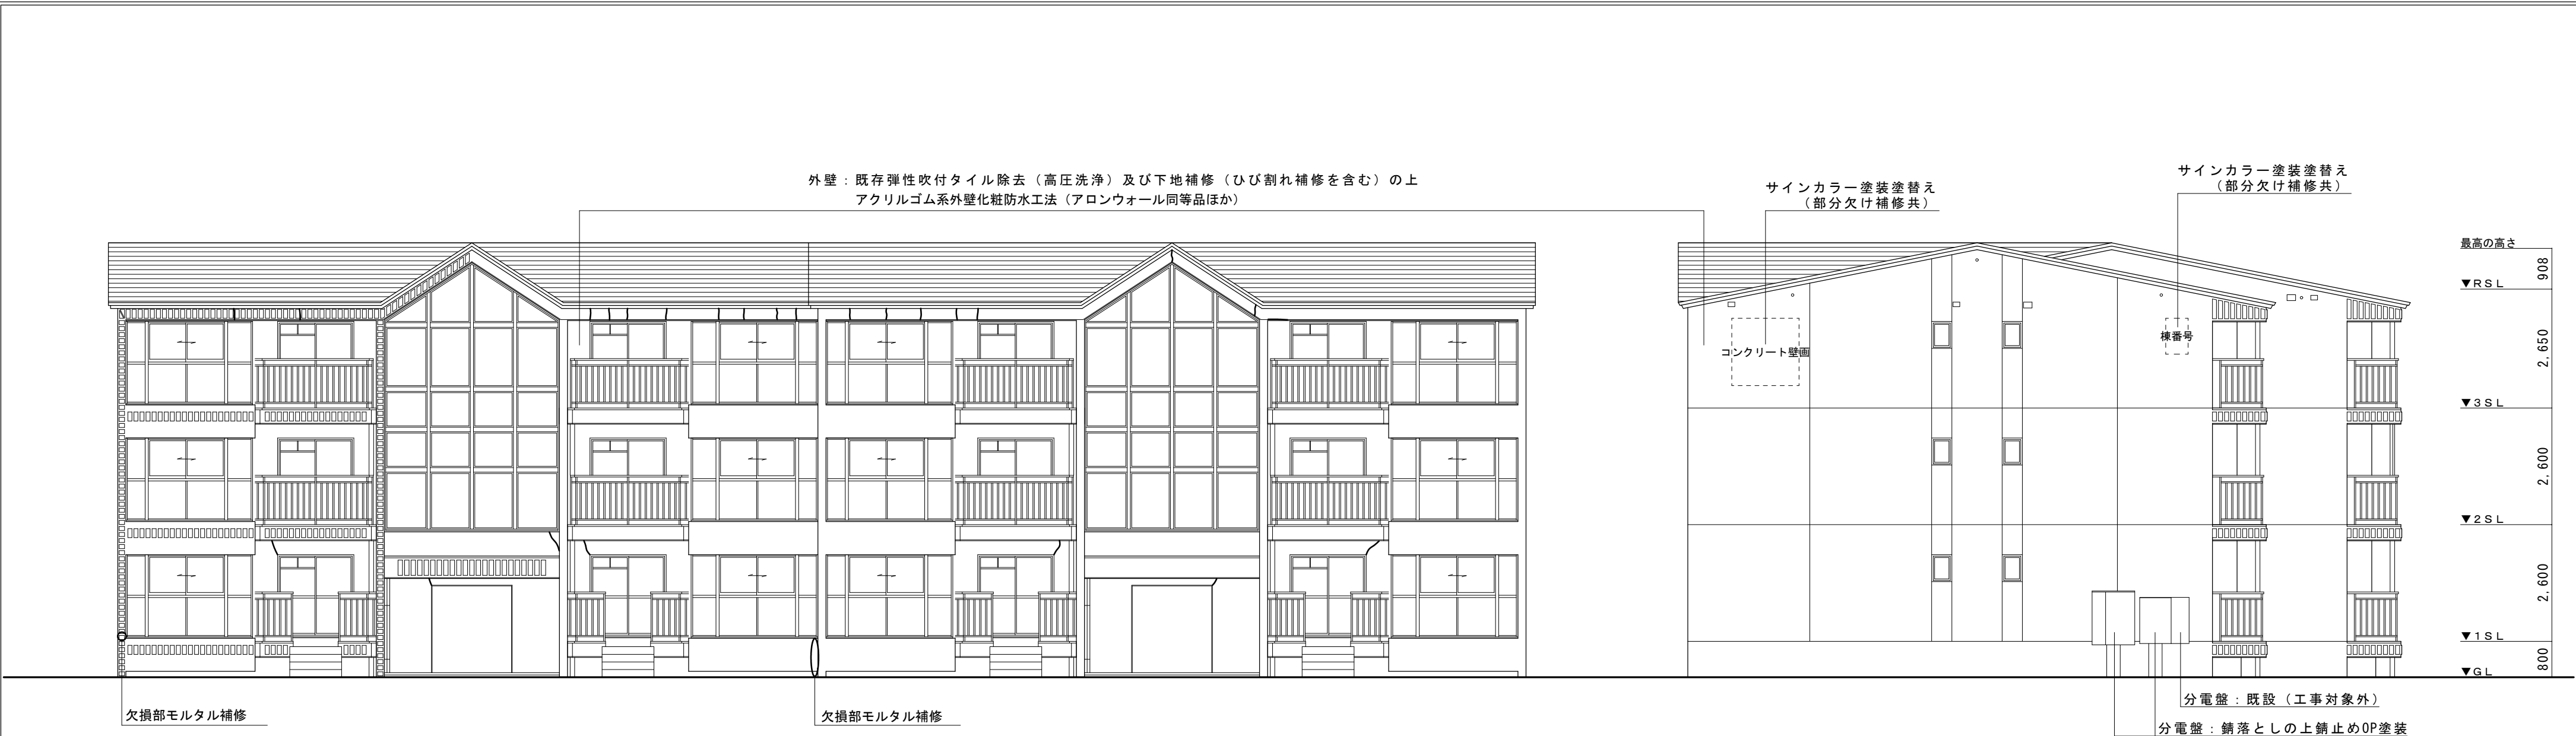 外壁：既存弾性吹付タイル除去（高圧洗浄）及び下地補修（ひび割れ補修を含む）の上
アクリルゴム系外壁化粧防水工法（アロンウォール同等品ほか）
サインカラー塗装塗替え
（部分欠け補修共）
サインカラー塗装塗替え
（部分欠け補修共）
最高の高さ
908
▼RSL
2,650
コンクリート壁画
棟番号
▼3SL
2,600
▼2SL
2,600
▼1SL
800
▼GL
欠損部モルタル補修
欠損部モルタル補修
分電盤：既設（工事対象外）
分電盤：錆落としの上錆止めOP塗装